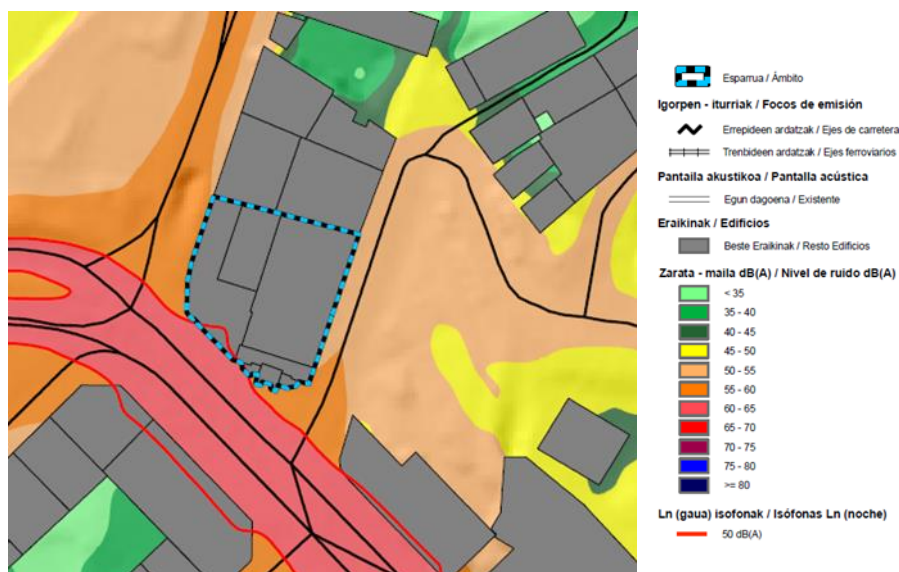 Esparrua / Ámbito
Igorpen - iturriak / Focos de emisión
Errepideen ardatzak / Ejes de carretera
Trenbideen ardatzak / Ejes ferroviarios
Pantaila akustikoa / Pantalla acústica
Egun dagoena / Existente
Eraikinak / Edificios
Beste Eraikinak / Resto Edificios
Zarata - maila dB(A) / Nivel de ruido dB(A)
< 35
35 - 40
40 - 45
45 - 50
50 - 55
55 - 60
60 - 65
65 - 70
70 - 75
75 - 80
>= 80
Ln (gaua) isofonak / Isófonas Ln (noche)
50 dB(A)